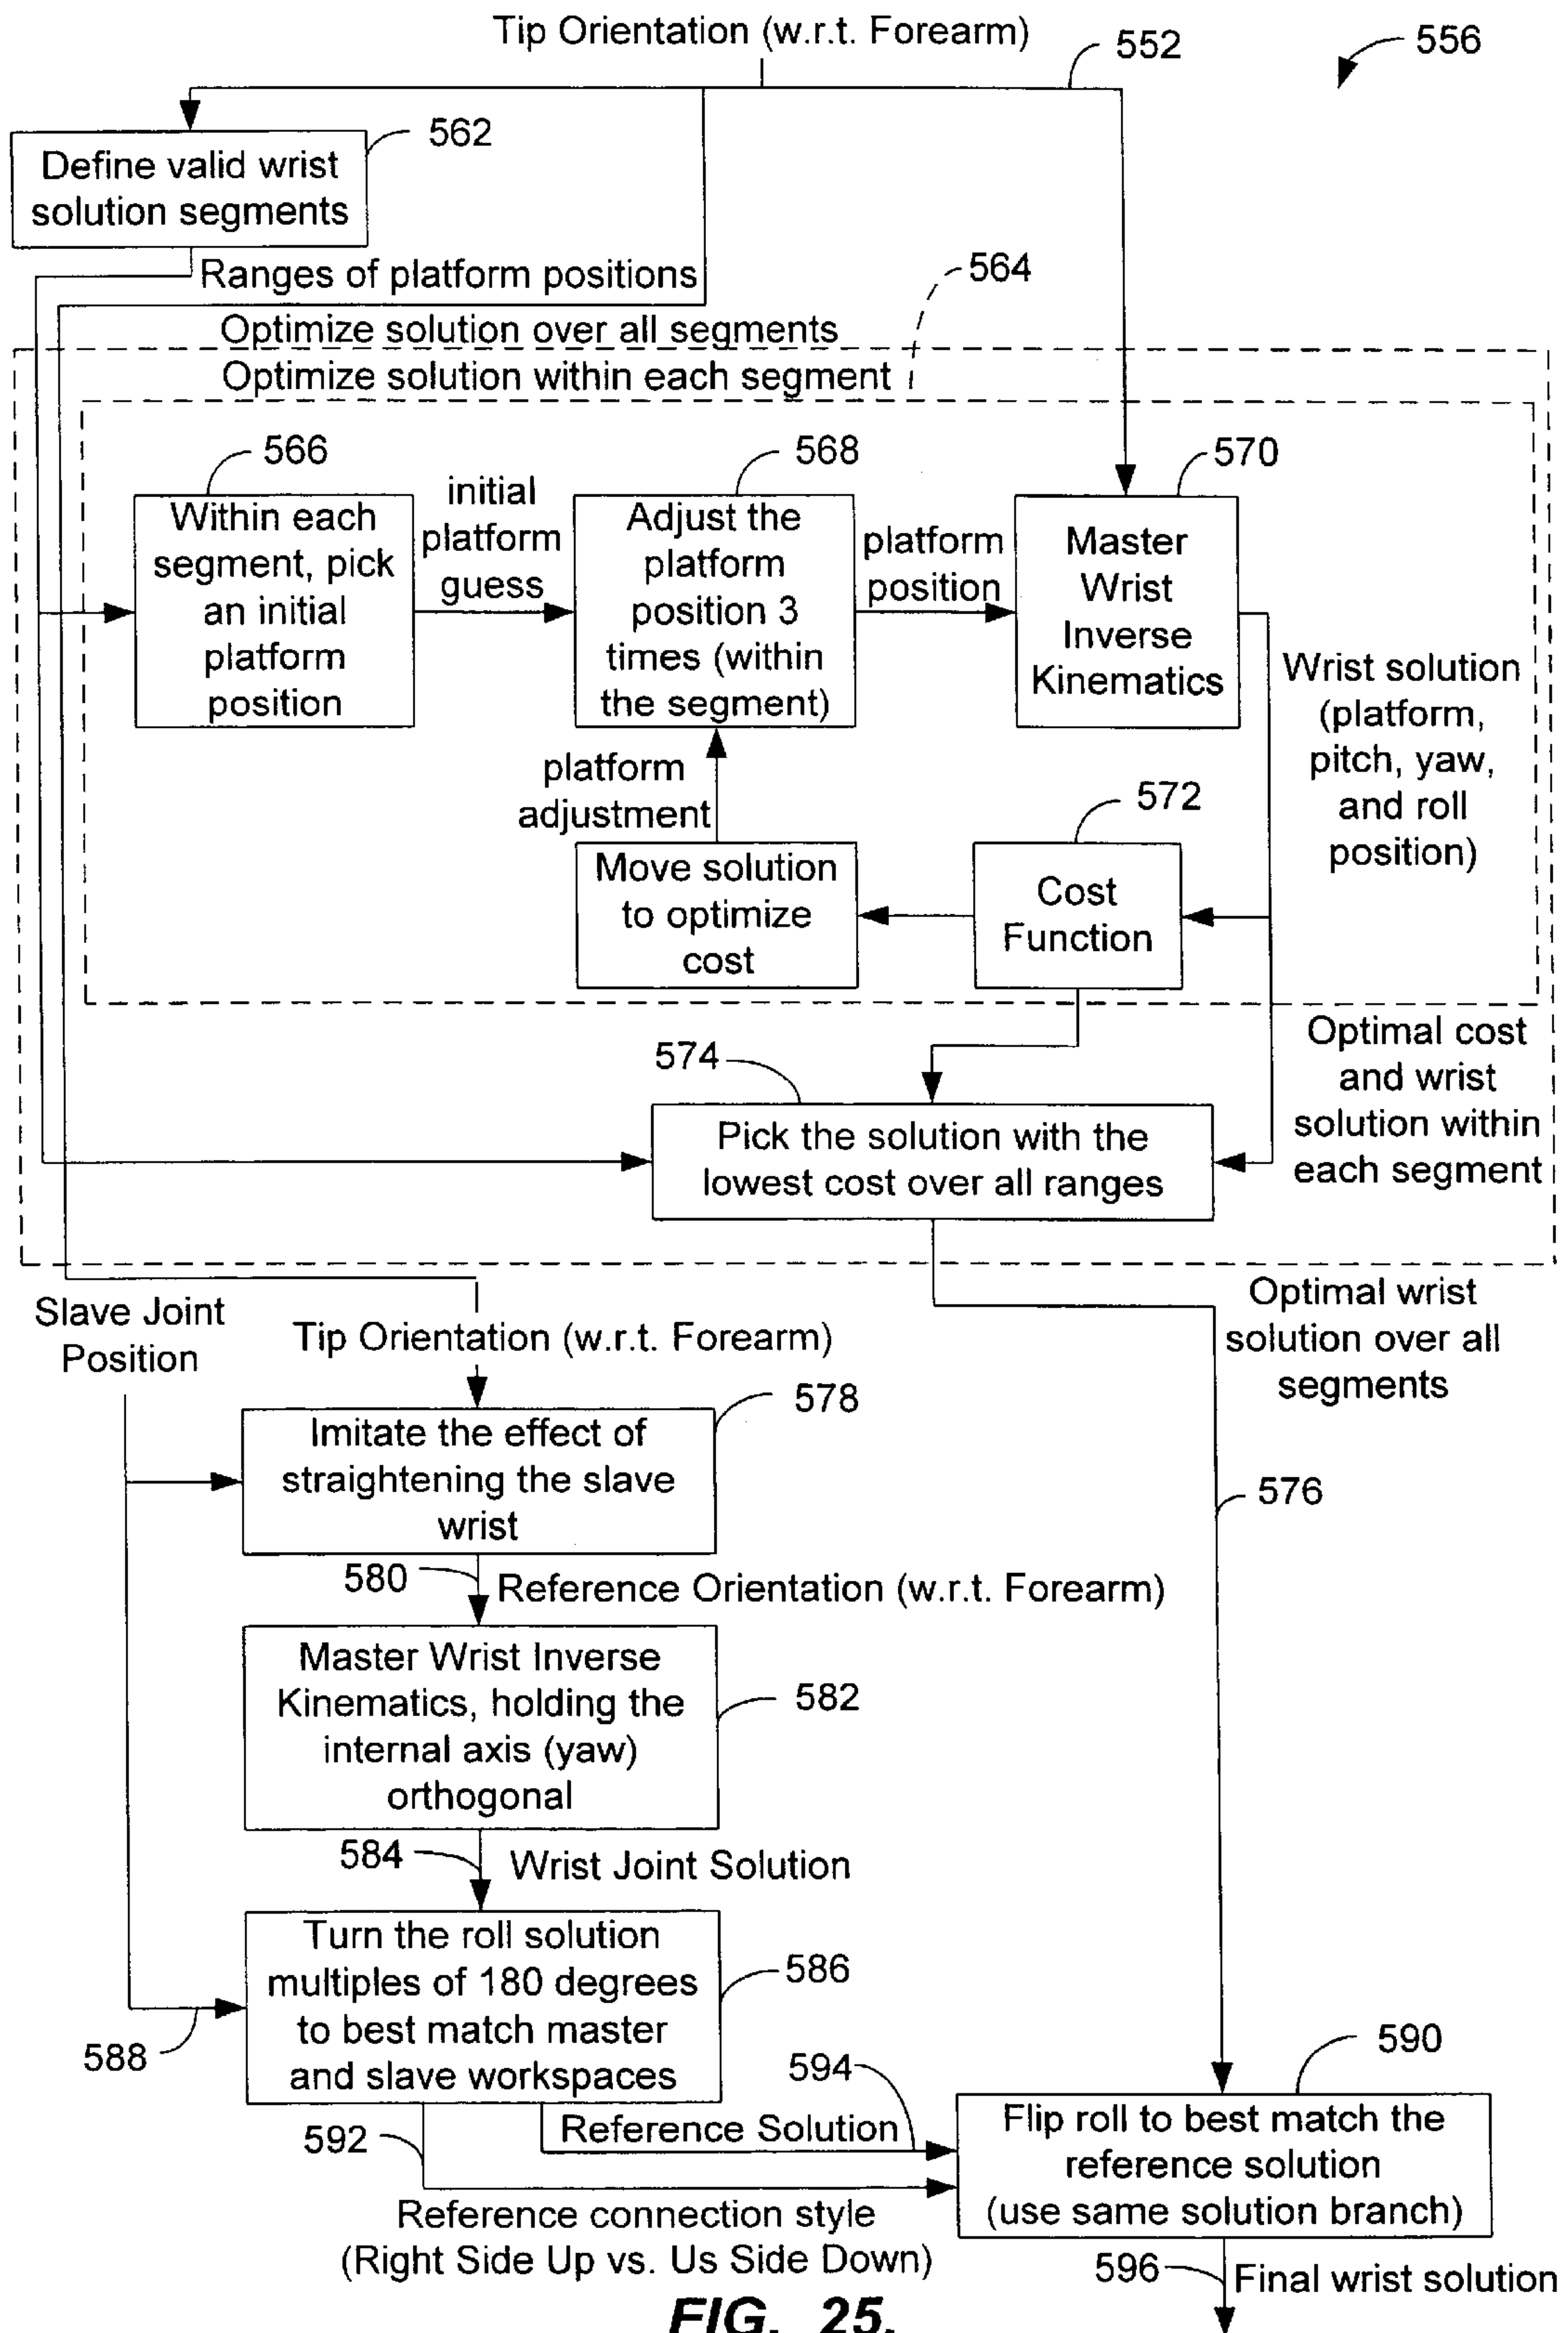 Tip Orientation (w.r.t. Forearm)
552
556
562
Define valid wrist
solution segments
Ranges of platform positions
564
Optimize solution over all segments
Optimize solution within each segment
566
568
570
Within each
segment, pick
an initial
platform
position
initial
platform
guess
Adjust the
platform
position 3
times (within
the segment)
platform
position
Master
Wrist
Inverse
Kinematics
Wrist solution
(platform,
pitch, yaw,
and roll
position)
platform
adjustment
572
Move solution
to optimize
cost
Cost
Function
574
Optimal cost
and wrist
solution within
each segment
Pick the solution with the
lowest cost over all ranges
Slave Joint
Position
Optimal wrist
solution over all
segments
Tip Orientation (w.r.t. Forearm)
578
Imitate the effect of
straightening the slave
wrist
576
580
Reference Orientation (w.r.t. Forearm)
Master Wrist Inverse
Kinematics, holding the
internal axis (yaw)
orthogonal
582
584
Wrist Joint Solution
Turn the roll solution
multiples of 180 degrees
to best match master
and slave workspaces
586
588
590
594
592
Reference Solution
Flip roll to best match the
reference solution
(use same solution branch)
Reference connection style
(Right Side Up vs. Us Side Down)
596
Final wrist solution
FIG. 25.